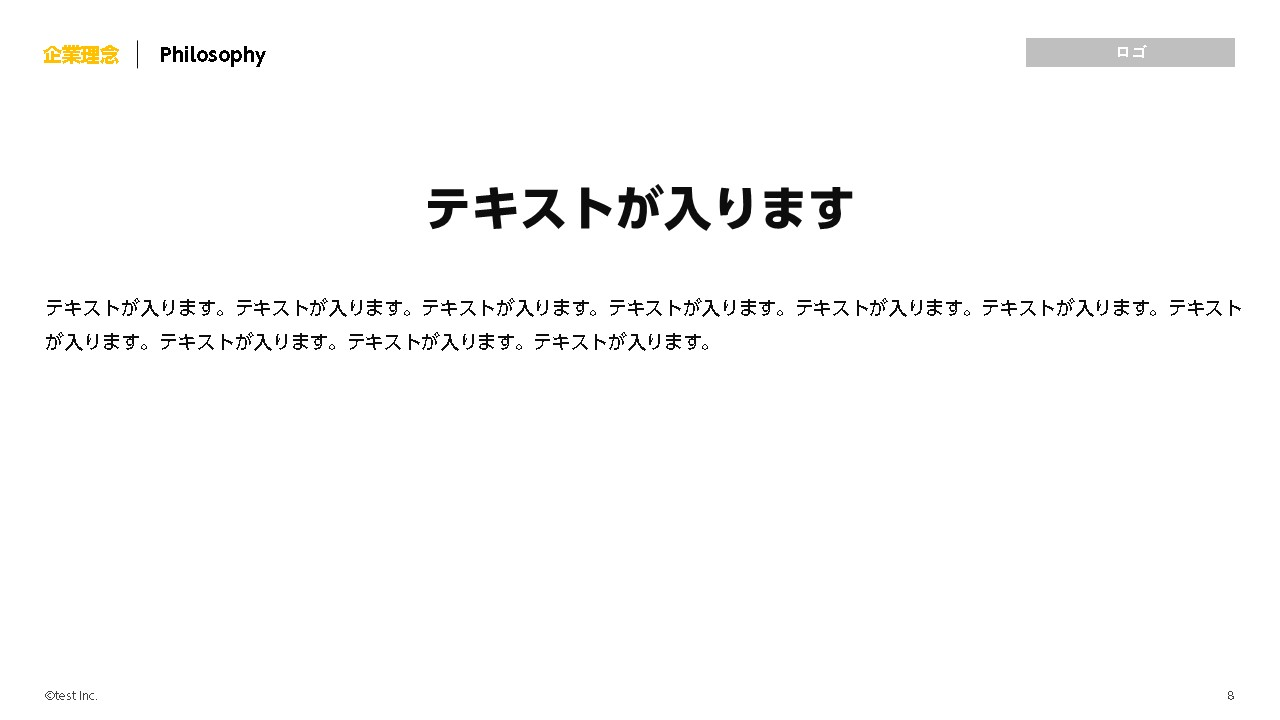 企業理念 Philosophy ロゴ
テキストが入ります
テキストが入ります。テキストが入ります。テキストが入ります。テキストが入ります。テキストが入ります。テキストが入ります。テキスト
が入ります。テキストが入ります。テキストが入ります。テキストが入ります。
©test Inc. 8